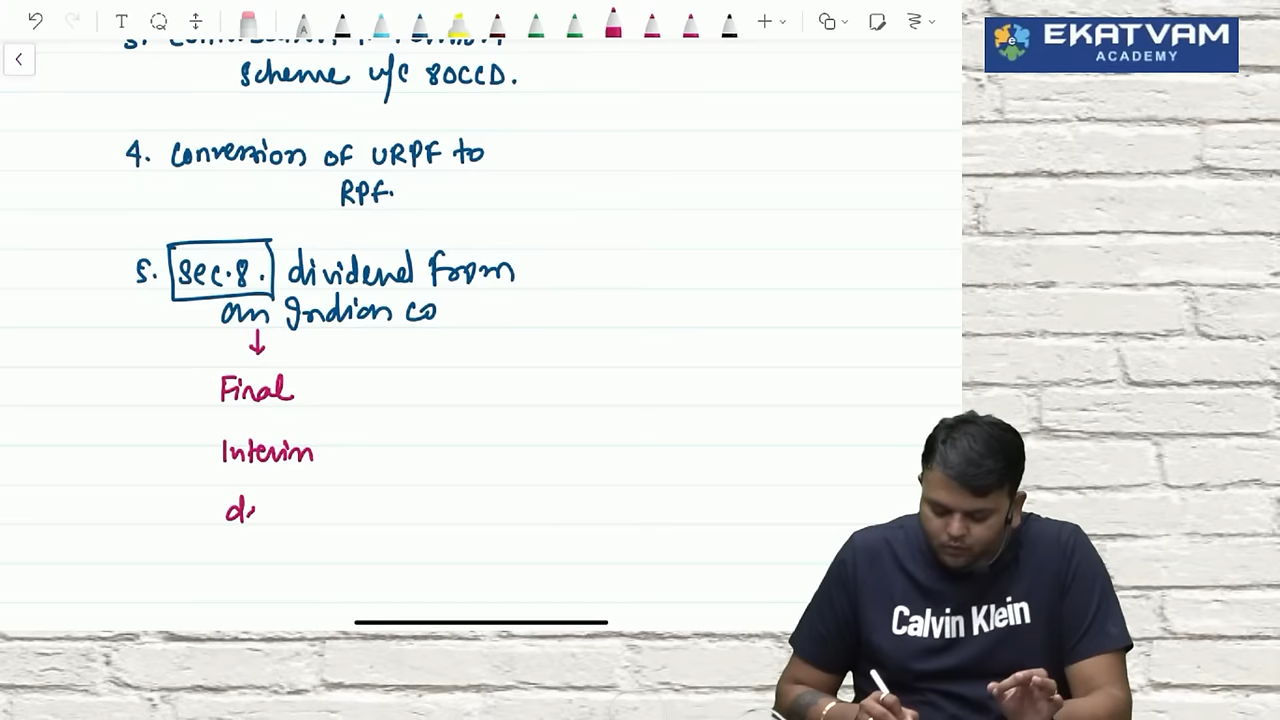 EKATVAM
ACADEMY
Scheme u/c 80CCD.
4. Conversion of URPF to
RPF.
5. Sec.8. dividend from
an Indian co
Final
Interim
di
Calvin Klein